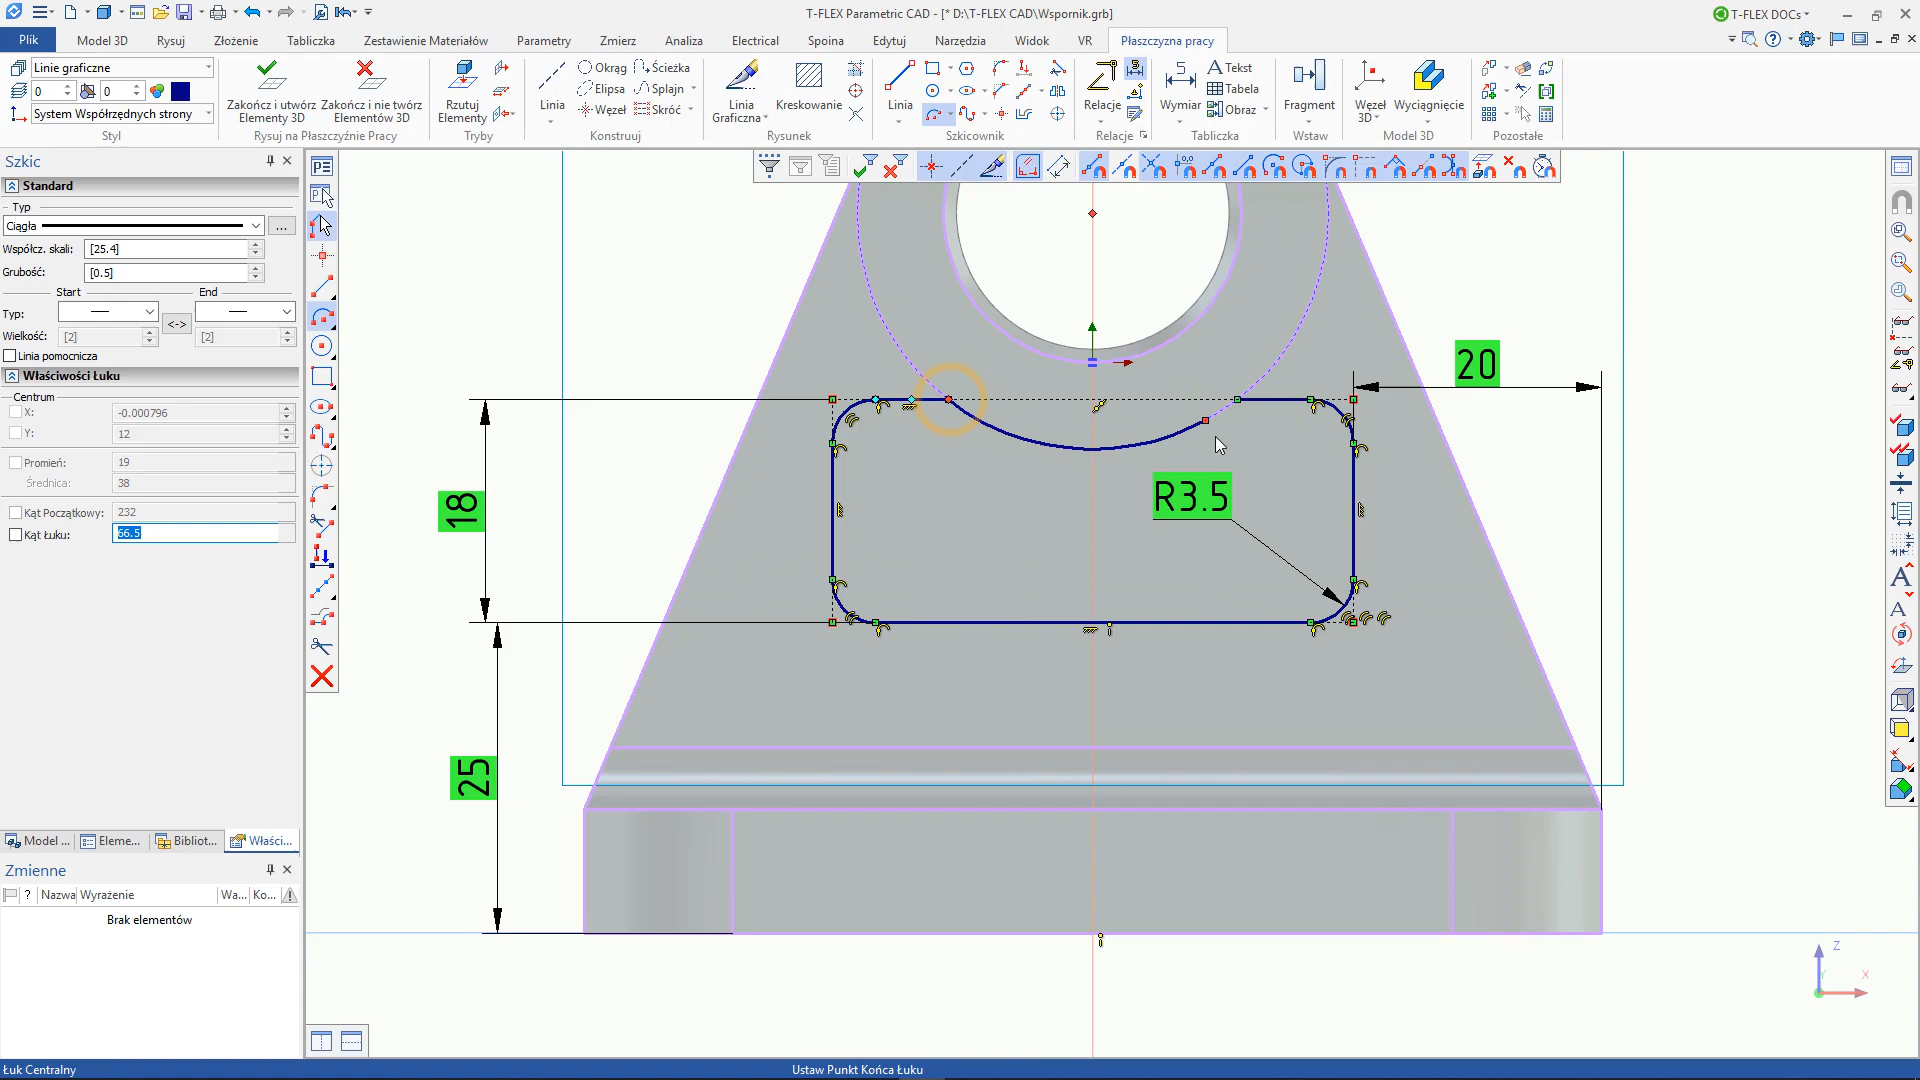 T-FLEX Parametric CAD - [* D:\T-FLEX CAD\Wspornik.grb]
T-FLEX DOCs
Plik
Model 3D
Rysuj
Złożenie
Tabliczka
Zestawienie Materiałów
Parametry
Zmierz
Analiza
Electrical
Spoina
Edytuj
Narzędzia
Widok
VR
Płaszczyzna pracy
Linie graficzne
0
0
System Współrzędnych strony
Styl
Zakończ i utwórz
Elementy 3D
Zakończ i nie twórz
Elementów 3D
Rysuj na Płaszczyźnie Pracy
Rzutuj
Elementy
Tryby
Linia
Okrąg
Elipsa
Węzeł
Ścieżka
Splajn
Skróć
Konstruuj
Linia
Graficzna
Kreskowanie
Rysunek
Linia
Szkicownik
Relacje
Relacje
5
Wymiar
Tekst
Tabela
Obraz
Tabliczka
Fragment
Wstaw
Węzeł
3D
Wyciągnięcie
Model 3D
Pozostałe
Szkic
Standard
Typ
Ciągła
...
Współcz. skali:
[25.4]
Grubość:
[0.5]
Start
End
Typ:
<->
Wielkość:
[2]
[2]
Linia pomocnicza
Właściwości Łuku
Centrum
X:
-0.000796
Y:
12
Promień:
19
Średnica:
38
Kąt Początkowy:
232
Kąt Łuku:
66.5
Model ...
Eleme...
Bibliot...
Właści...
Zmienne
?
Nazwa
Wyrażenie
Wa...
Ko...
Brak elementów
20
18
R3.5
25
Z
Y
X
Łuk Centralny
Ustaw Punkt Końca Łuku